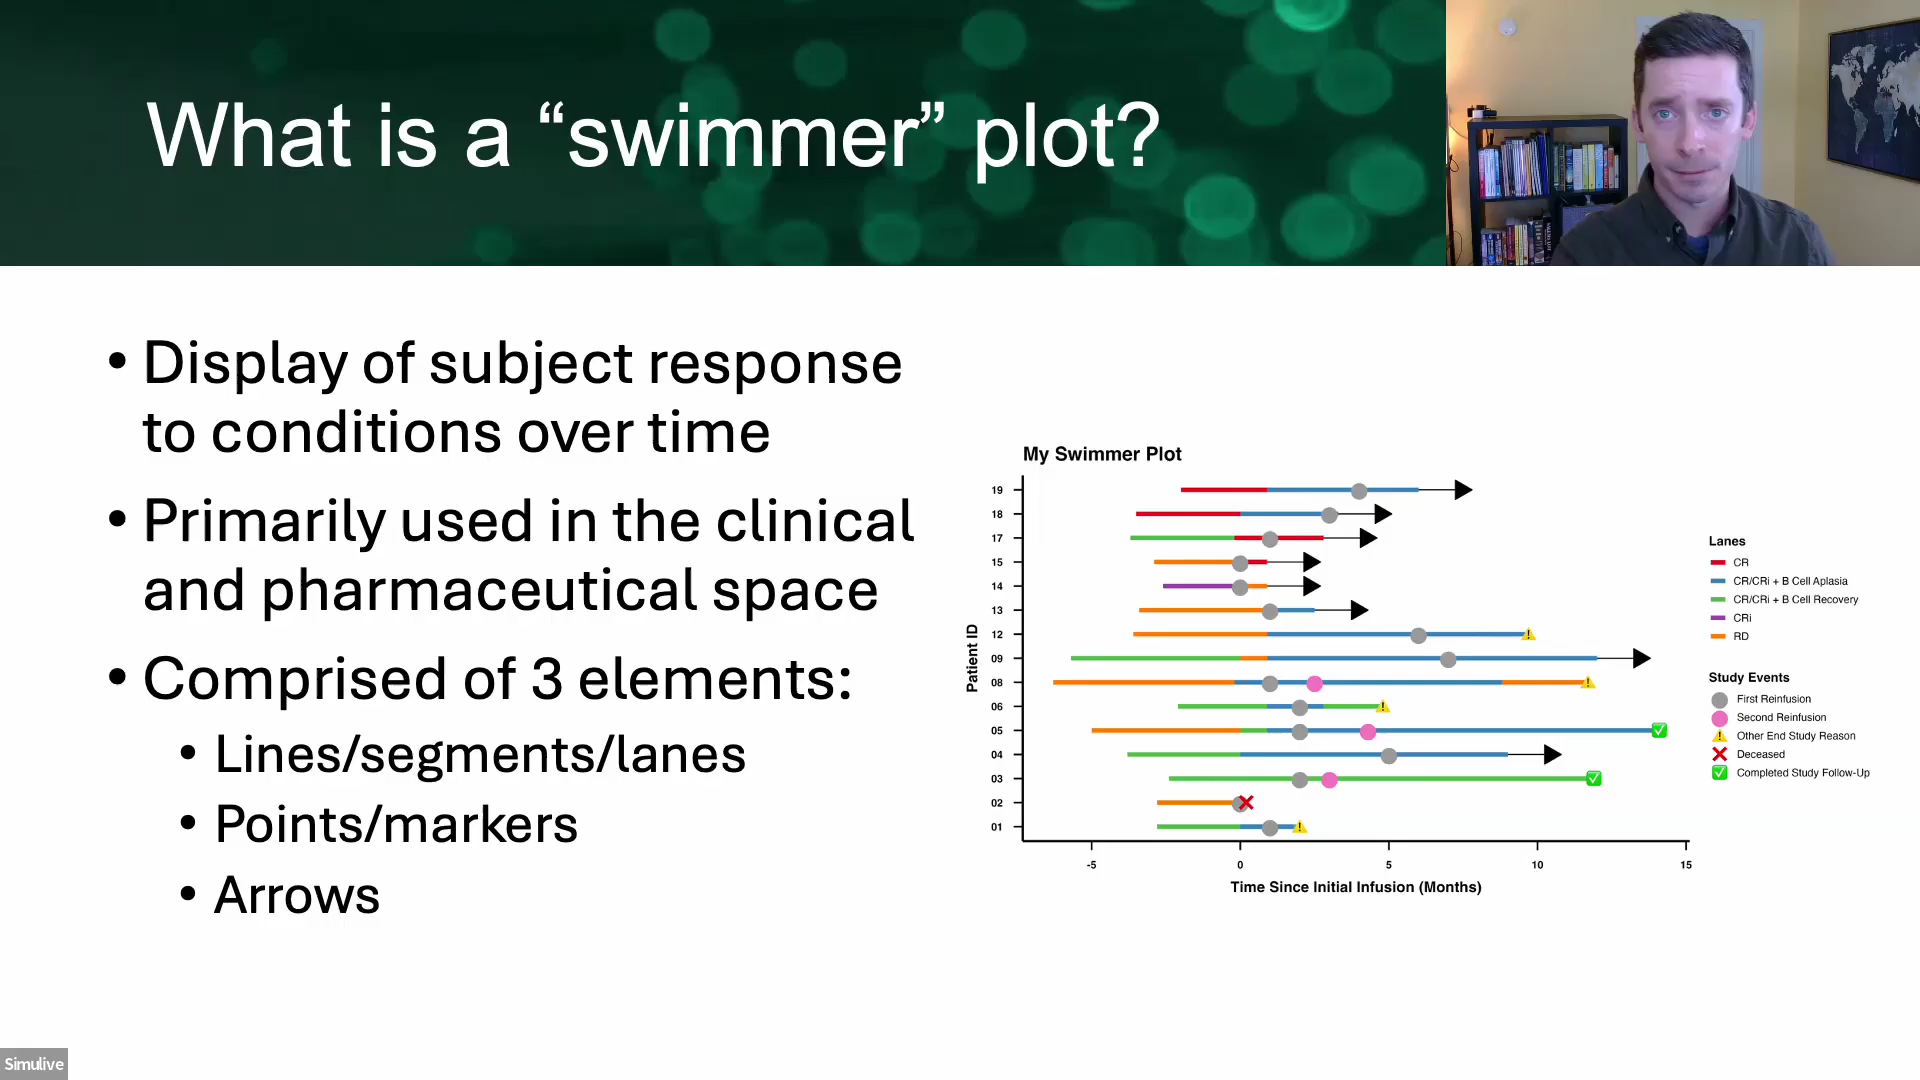 What is a “swimmer” plot?
• Display of subject response
to conditions over time
• Primarily used in the clinical
and pharmaceutical space
• Comprised of 3 elements:
• Lines/segments/lanes
• Points/markers
• Arrows
My Swimmer Plot
Patient ID
19
18
17
15
14
13
12
09
08
06
05
04
03
02
01
-5 0 5 10 15
Time Since Initial Infusion (Months)
Lanes
CR
CR/CRi + B Cell Aplasia
CR/CRi + B Cell Recovery
CRi
RD
Study Events
First Reinfusion
Second Reinfusion
Other End Study Reason
Deceased
Completed Study Follow-Up
Simulive